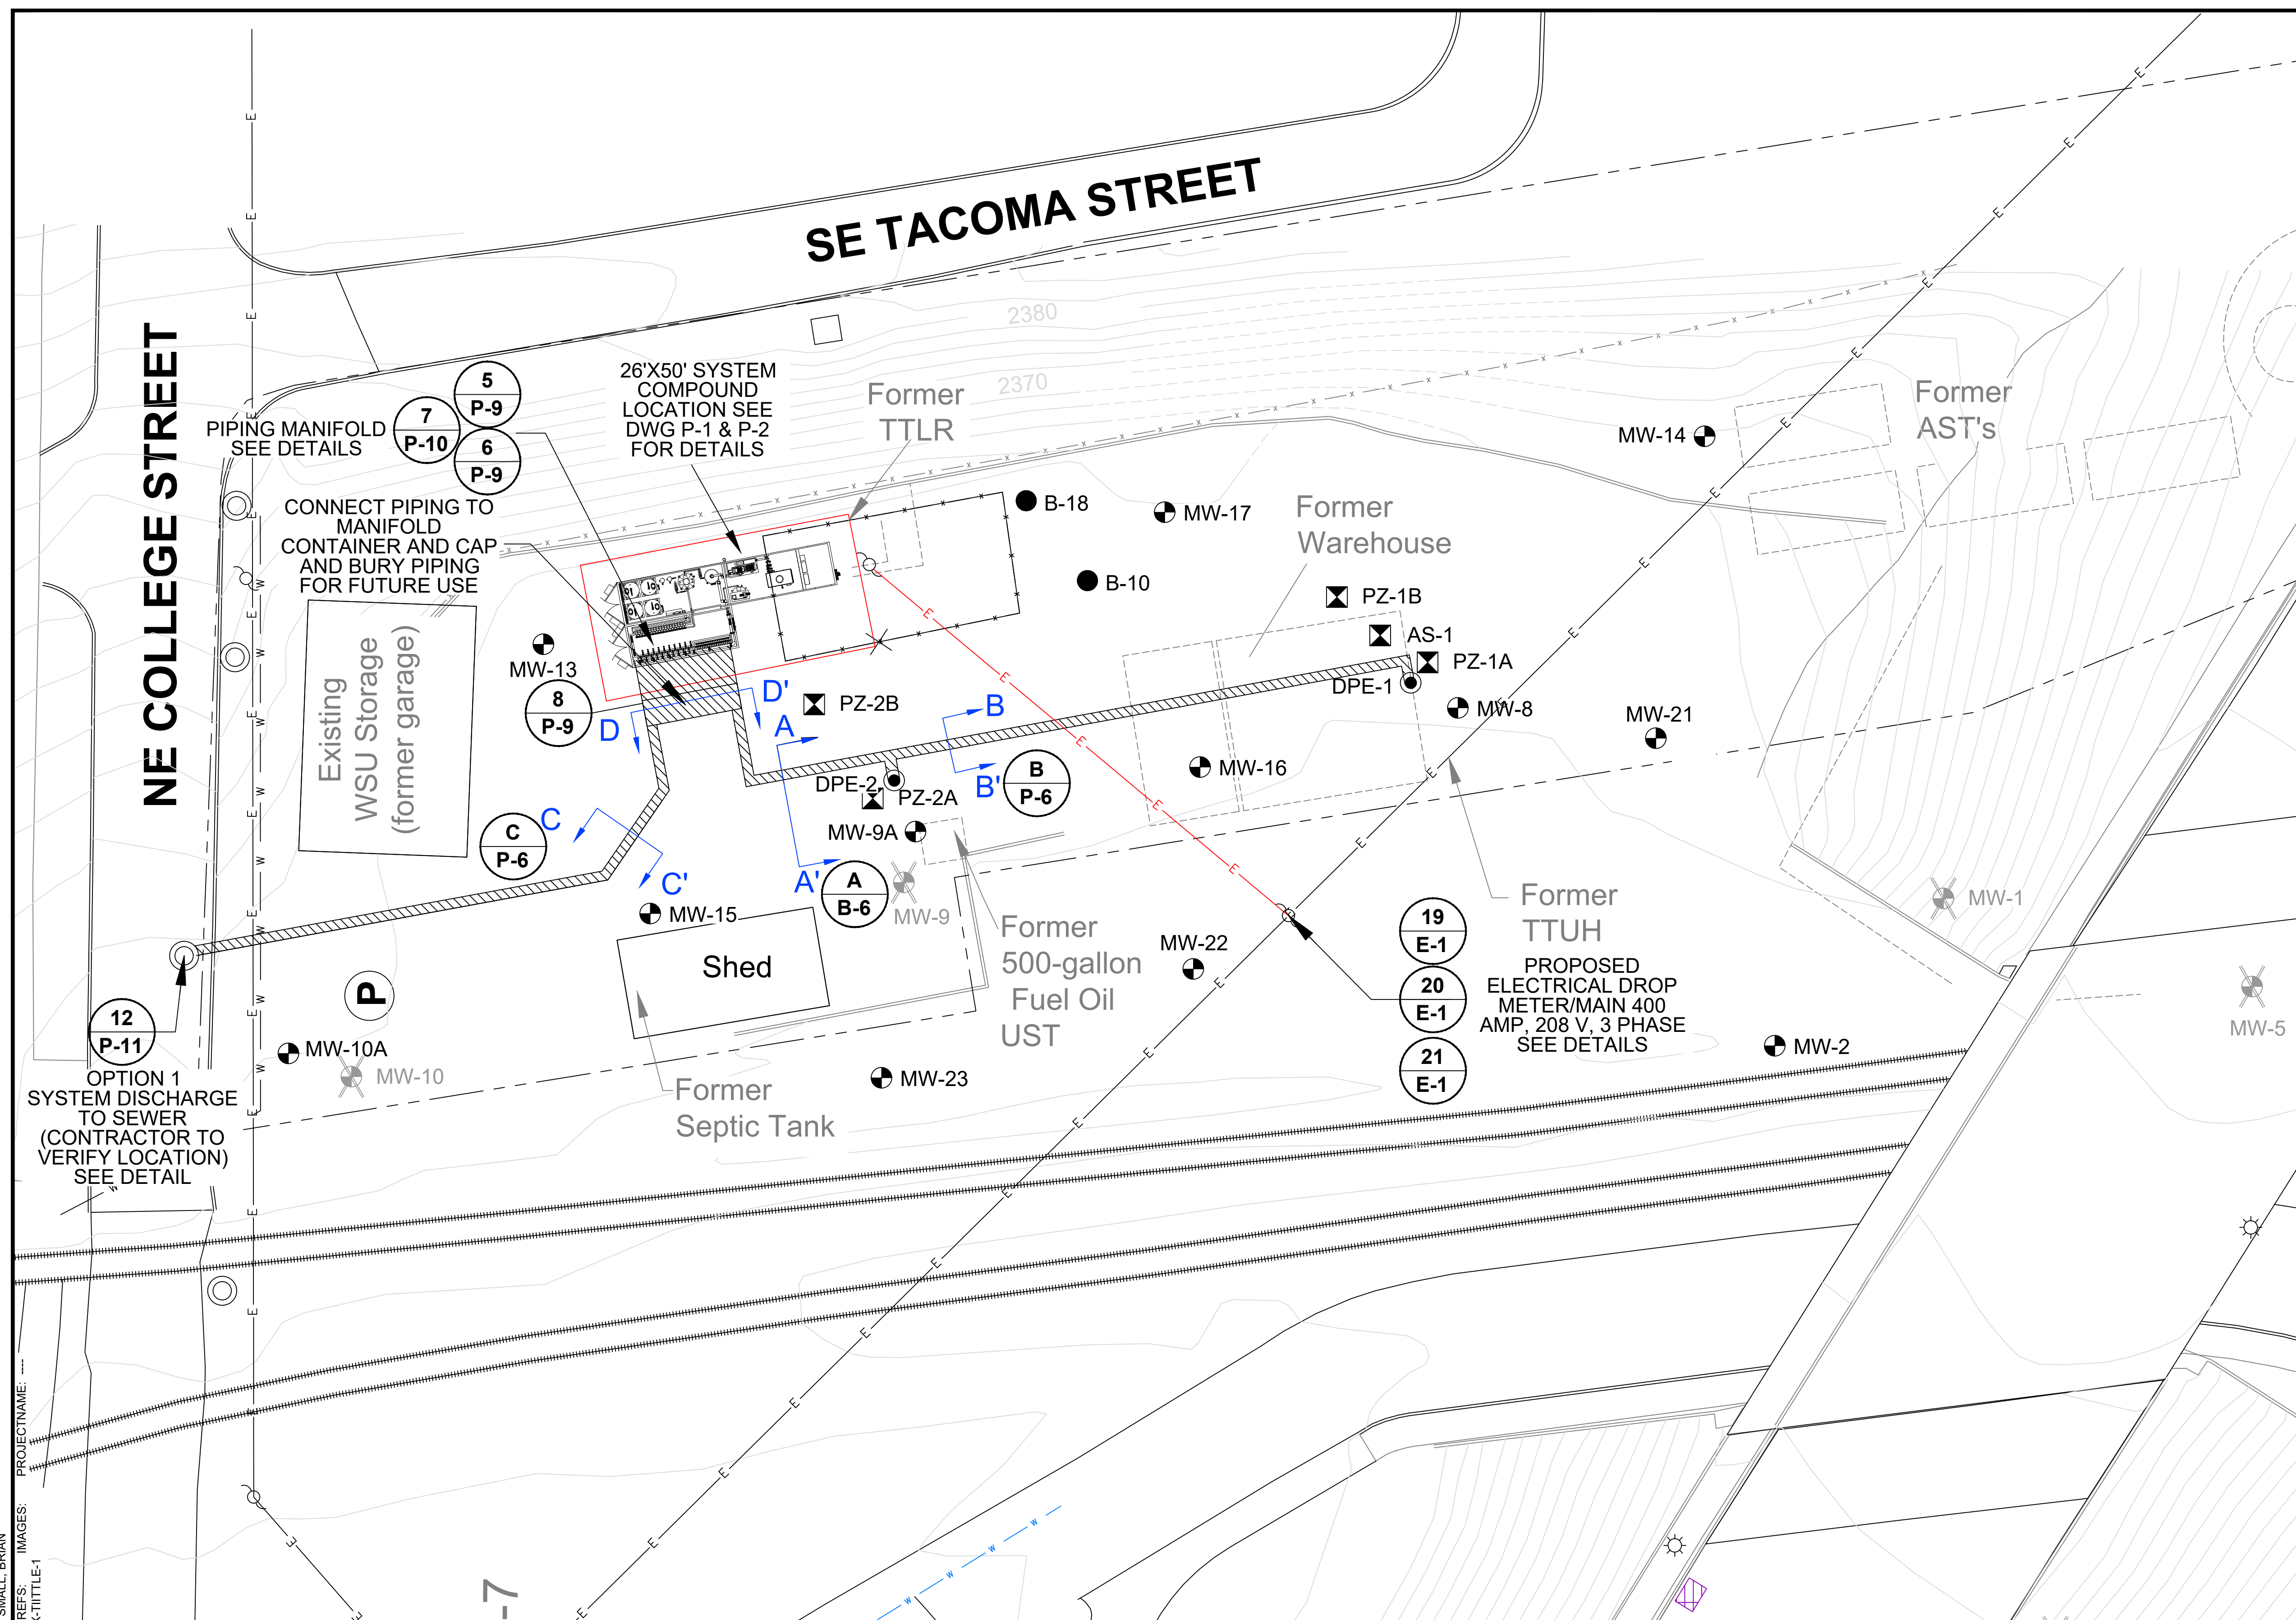 SE TACOMA STREET
NE COLLEGE STREET
2380
2370
5
P-9
7
P-10
6
P-9
PIPING MANIFOLD
SEE DETAILS
26'X50' SYSTEM
COMPOUND
LOCATION SEE
DWG P-1 & P-2
FOR DETAILS
Former
TTLR
Former
AST's
MW-14
CONNECT PIPING TO
MANIFOLD
CONTAINER AND CAP
AND BURY PIPING
FOR FUTURE USE
B-18
MW-17
Former
Warehouse
B-10
PZ-1B
AS-1
PZ-1A
DPE-1
MW-8
MW-21
Existing
WSU Storage
(former garage)
MW-13
8
P-9
D
D'
PZ-2B
A
B
B'
B
P-6
MW-16
DPE-2
PZ-2A
MW-9A
C
P-6
C
C'
A'
A
B-6
MW-9
MW-15
Shed
Former
500-gallon
Fuel Oil
UST
MW-22
19
E-1
20
E-1
21
E-1
Former
TTUH
PROPOSED
ELECTRICAL DROP
METER/MAIN 400
AMP, 208 V, 3 PHASE
SEE DETAILS
MW-1
MW-5
MW-2
P
12
P-11
MW-10A
MW-10
OPTION 1
SYSTEM DISCHARGE
TO SEWER
(CONTRACTOR TO
VERIFY LOCATION)
SEE DETAIL
Former
Septic Tank
MW-23
PROJECTNAME: ----
IMAGES:
REFS:
X-TIITTLE-1
SMALL, BRIAN
-7